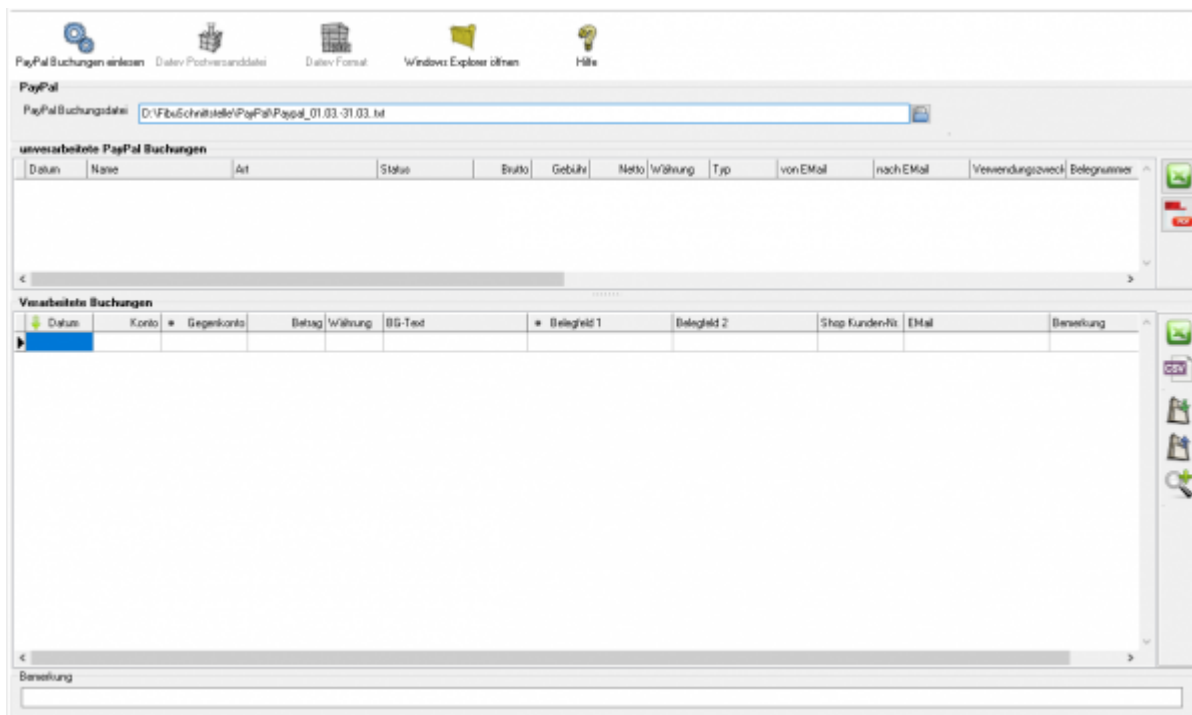 PayPal Buchungen einlesen Datev Postversanddatei Datev Format Windows Explorer öffnen Hilfe
PayPal
PayPal Buchungsdatei D:\FibuSchnittstelle\PayPal\Paypal_01.03.-31.03..txt
unverarbeitete PayPal Buchungen
Datum Name Art Status Brutto Gebühr Netto Währung Typ von EMail nach EMail Verwendungszweck Belegnummer
PDF
Verarbeitete Buchungen
Datum Konto * Gegenkonto Betrag Währung BG-Text * Belegfeld 1 Belegfeld 2 Shop Kunden-Nr. EMail Bemerkung
CSV
Bemerkung